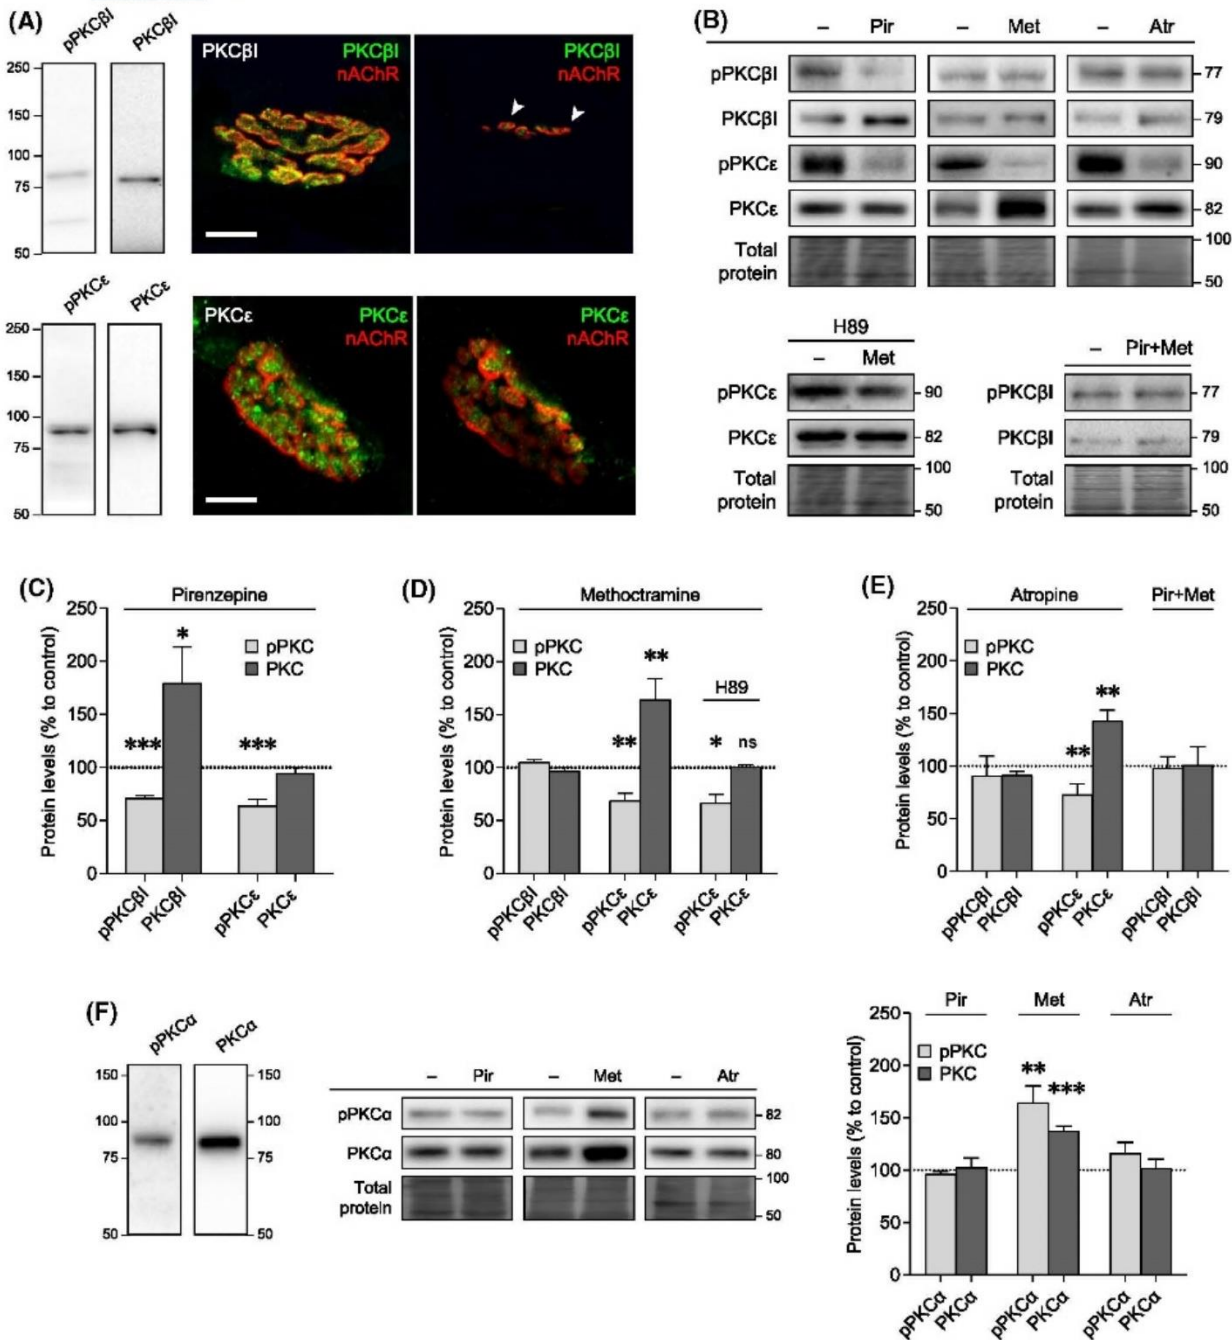 (A)
pPKCβI PKCβI
250
150
100
75
50
PKCβI PKCβI
nAChR
PKCβI
nAChR
pPKCε PKCε
250
150
100
75
50
PKCε PKCε
nAChR
PKCε
nAChR
(B)
– Pir – Met – Atr
pPKCβI 77
PKCβI 79
pPKCε 90
PKCε 82
Total protein 100 50
H89
– Met
pPKCε 90
PKCε 82
Total protein 100 50
– Pir+Met
pPKCβI 77
PKCβI 79
Total protein 100 50
(C)
Pirenzepine
Protein levels (% to control)
250
200
150
100
50
0
pPKC
PKC
*** * ***
pPKCβI PKCβI pPKCε PKCε
(D)
Methoctramine
Protein levels (% to control)
250
200
150
100
50
0
pPKC
PKC
H89
** ** * ns
pPKCβI PKCβI pPKCε PKCε pPKCε PKCε
(E)
Atropine Pir+Met
Protein levels (% to control)
250
200
150
100
50
0
pPKC
PKC
** **
pPKCβI PKCβI pPKCε PKCε pPKCβI PKCβI
(F)
pPKCα PKCα
150 150
100 100
75 75
50 50
– Pir – Met – Atr
pPKCα 82
PKCα 80
Total protein 100 50
Pir Met Atr
Protein levels (% to control)
250
200
150
100
50
0
pPKC
PKC
** ***
pPKCα PKCα pPKCα PKCα pPKCα PKCα